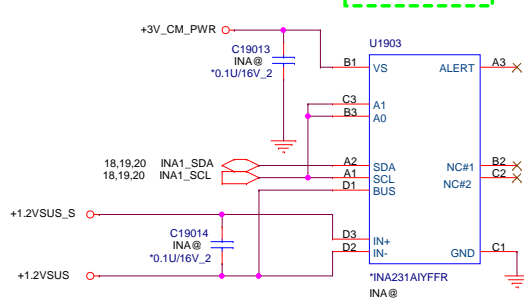 +3V_CM_PWR
C19013
INA@
*0.1U/16V_2
U1903
B1 VS ALERT A3
C3 A1
B3 A0
18,19,20 INA1_SDA A2 SDA NC#1 B2
18,19,20 INA1_SCL A1 SCL NC#2 C2
D1 BUS
+1.2VSUS_S
C19014
INA@
*0.1U/16V_2
D3 IN+
D2 IN- GND C1
+1.2VSUS
*INA231AIYFFR
INA@